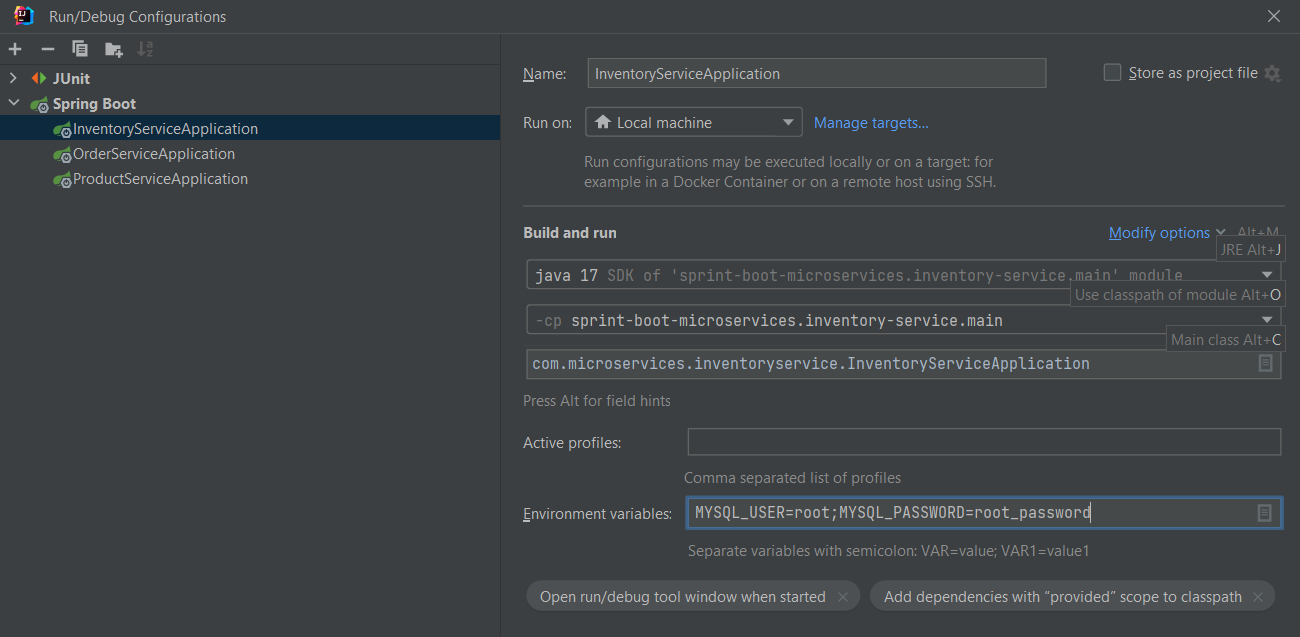 Run/Debug Configurations
JUnit
Spring Boot
InventoryServiceApplication
OrderServiceApplication
ProductServiceApplication
Name: InventoryServiceApplication Store as project file
Run on: Local machine Manage targets...
Run configurations may be executed locally or on a target: for
example in a Docker Container or on a remote host using SSH.
Build and run Modify options Alt+M
JRE Alt+J
java 17 SDK of 'sprint-boot-microservices.inventory-service.main' module
Use classpath of module Alt+O
-cp sprint-boot-microservices.inventory-service.main
Main class Alt+C
com.microservices.inventoryservice.InventoryServiceApplication
Press Alt for field hints
Active profiles:
Comma separated list of profiles
Environment variables: MYSQL_USER=root;MYSQL_PASSWORD=root_password
Separate variables with semicolon: VAR=value; VAR1=value1
Open run/debug tool window when started × Add dependencies with “provided” scope to classpath ×